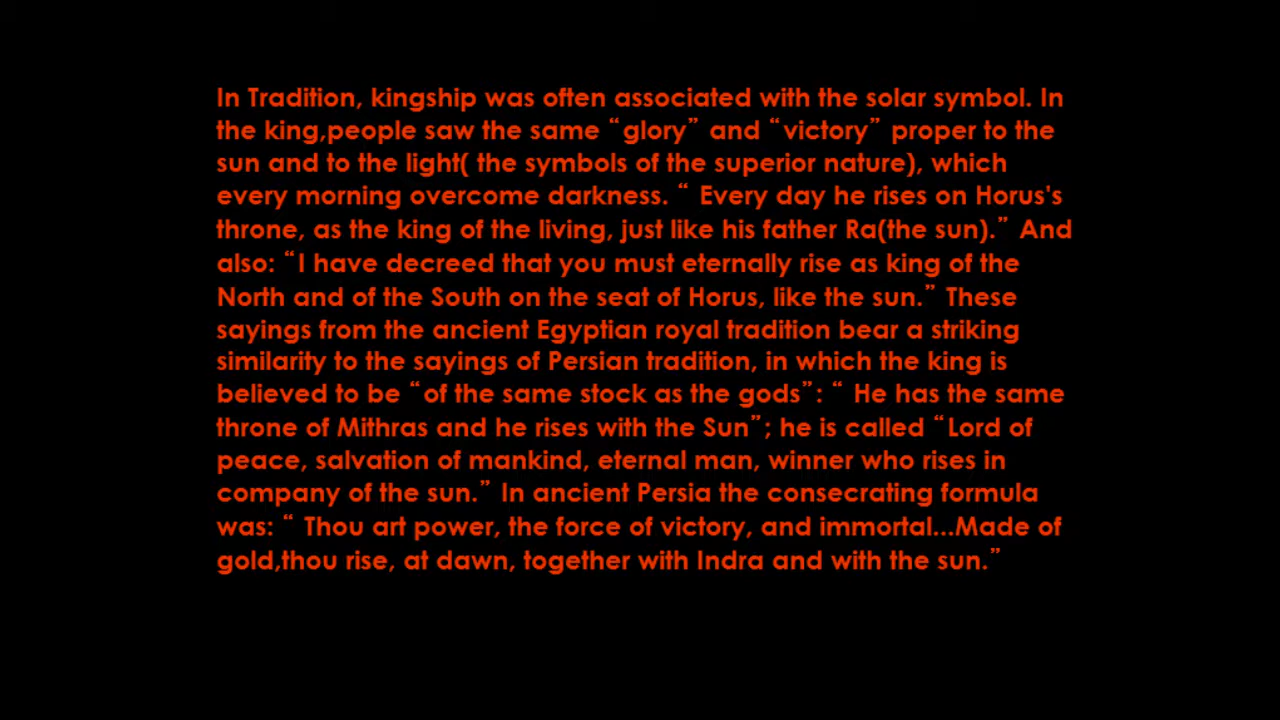 In Tradition, kingship was often associated with the solar symbol. In
the king,people saw the same “glory” and “victory” proper to the
sun and to the light( the symbols of the superior nature), which
every morning overcome darkness. “ Every day he rises on Horus's
throne, as the king of the living, just like his father Ra(the sun).” And
also: “I have decreed that you must eternally rise as king of the
North and of the South on the seat of Horus, like the sun.” These
sayings from the ancient Egyptian royal tradition bear a striking
similarity to the sayings of Persian tradition, in which the king is
believed to be “of the same stock as the gods”: “ He has the same
throne of Mithras and he rises with the Sun”; he is called “Lord of
peace, salvation of mankind, eternal man, winner who rises in
company of the sun.” In ancient Persia the consecrating formula
was: “ Thou art power, the force of victory, and immortal...Made of
gold,thou rise, at dawn, together with Indra and with the sun.”